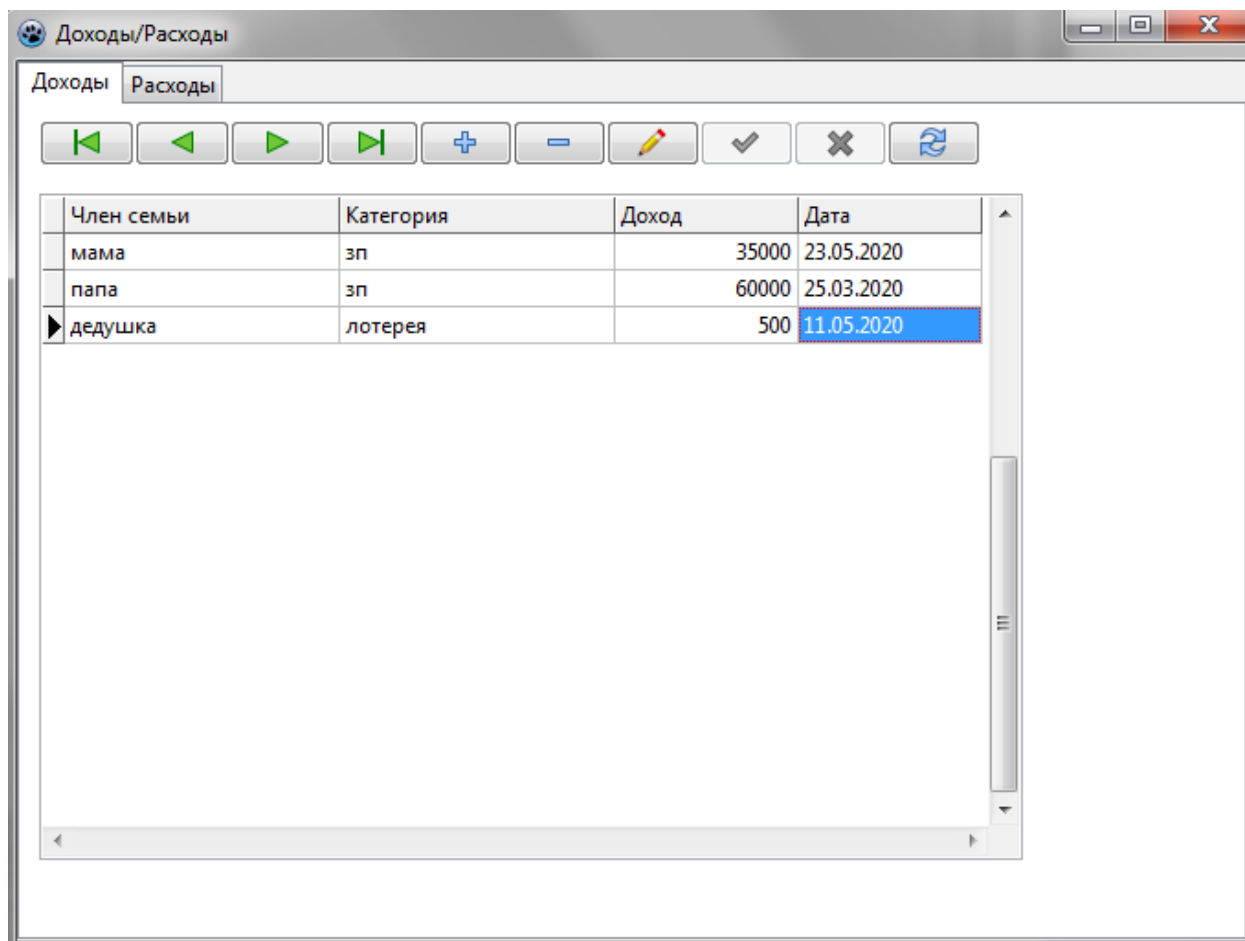 Доходы/Расходы
Доходы Расходы
Член семьи Категория Доход Дата
мама зп 35000 23.05.2020
папа зп 60000 25.03.2020
дедушка лотерея 500 11.05.2020